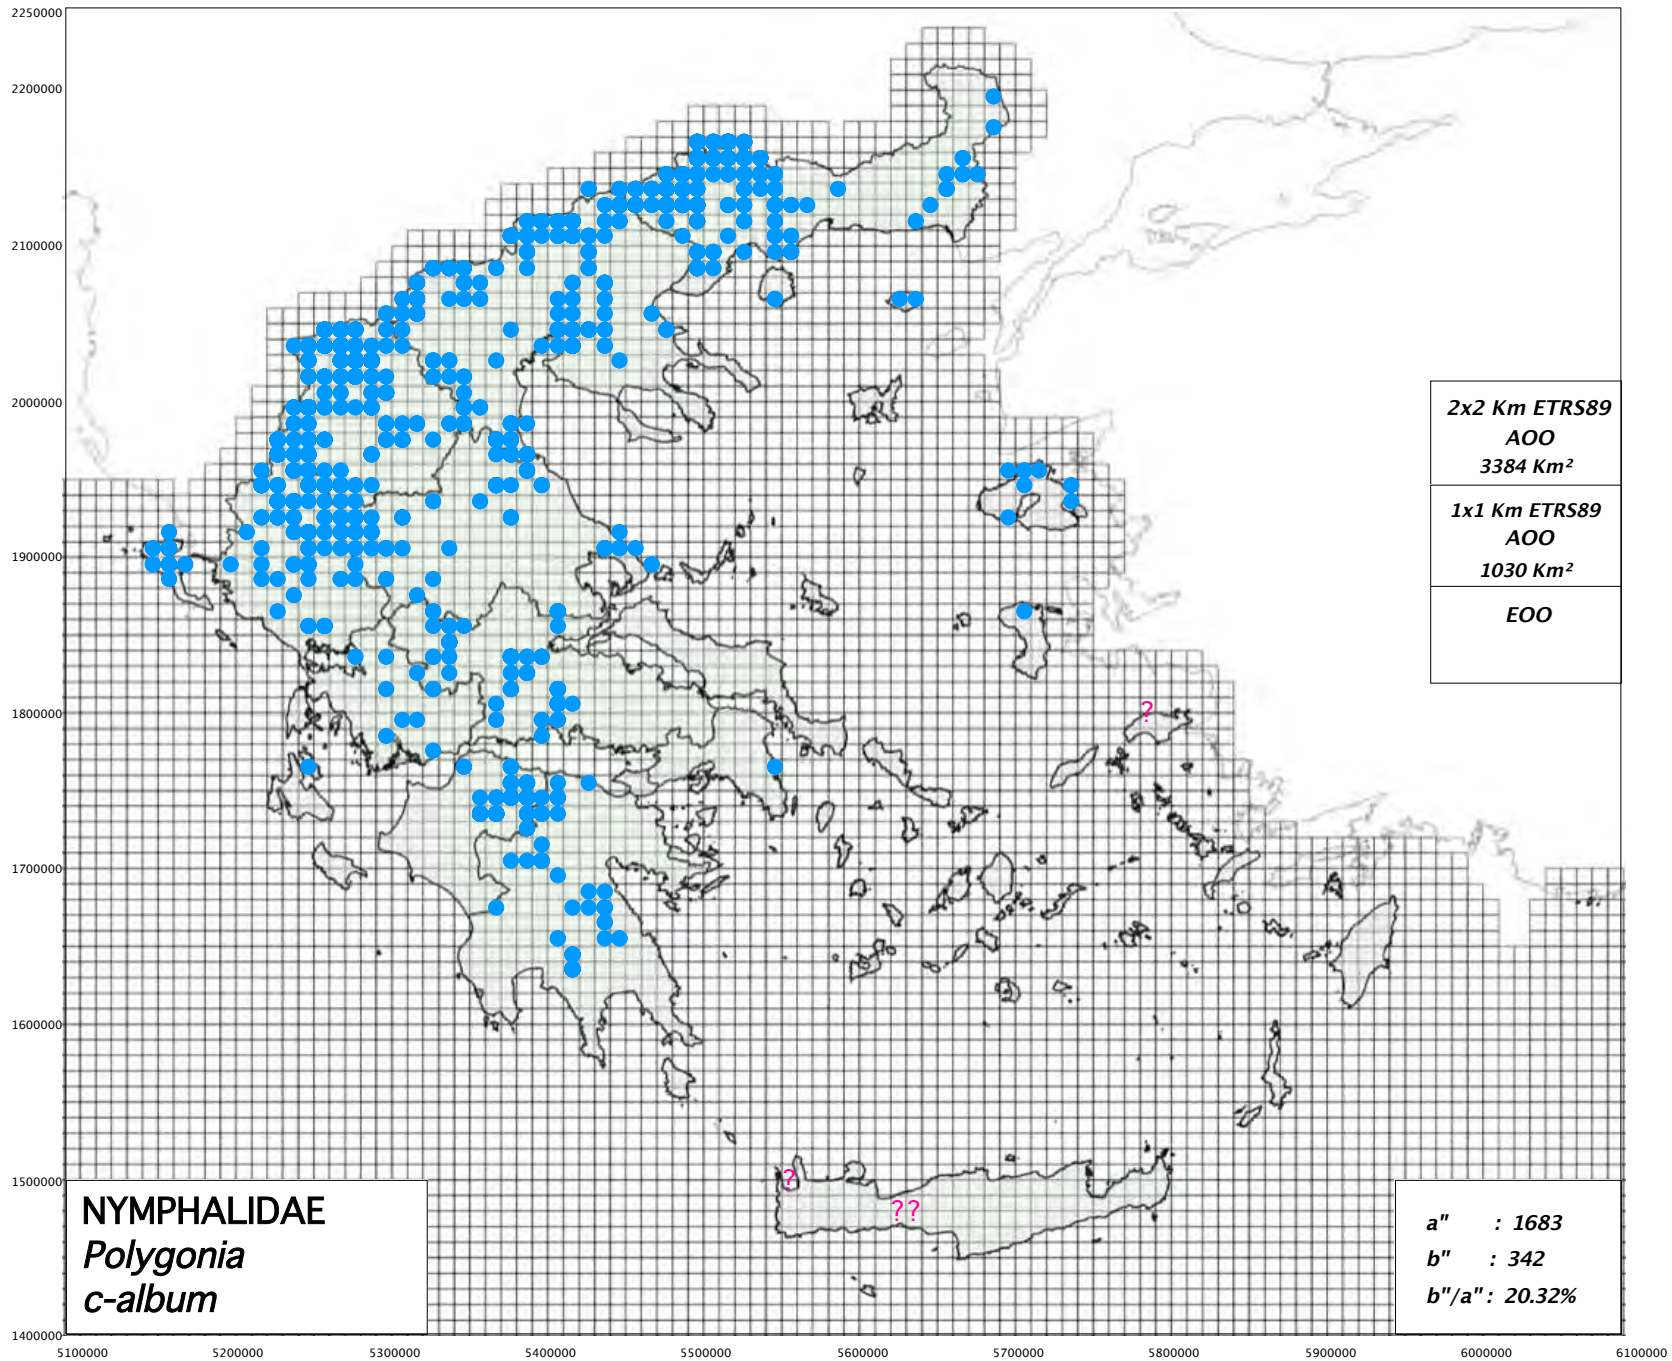 2250000
2200000
2100000
2000000
1900000
1800000
1700000
1600000
1500000
1400000
5100000 5200000 5300000 5400000 5500000 5600000 5700000 5800000 5900000 6000000 6100000
2x2 Km ETRS89
AOO
3384 Km²
1x1 Km ETRS89
AOO
1030 Km²
EOO
?
?
??
NYMPHALIDAE
Polygonia
c-album
a" : 1683
b" : 342
b"/a" : 20.32%